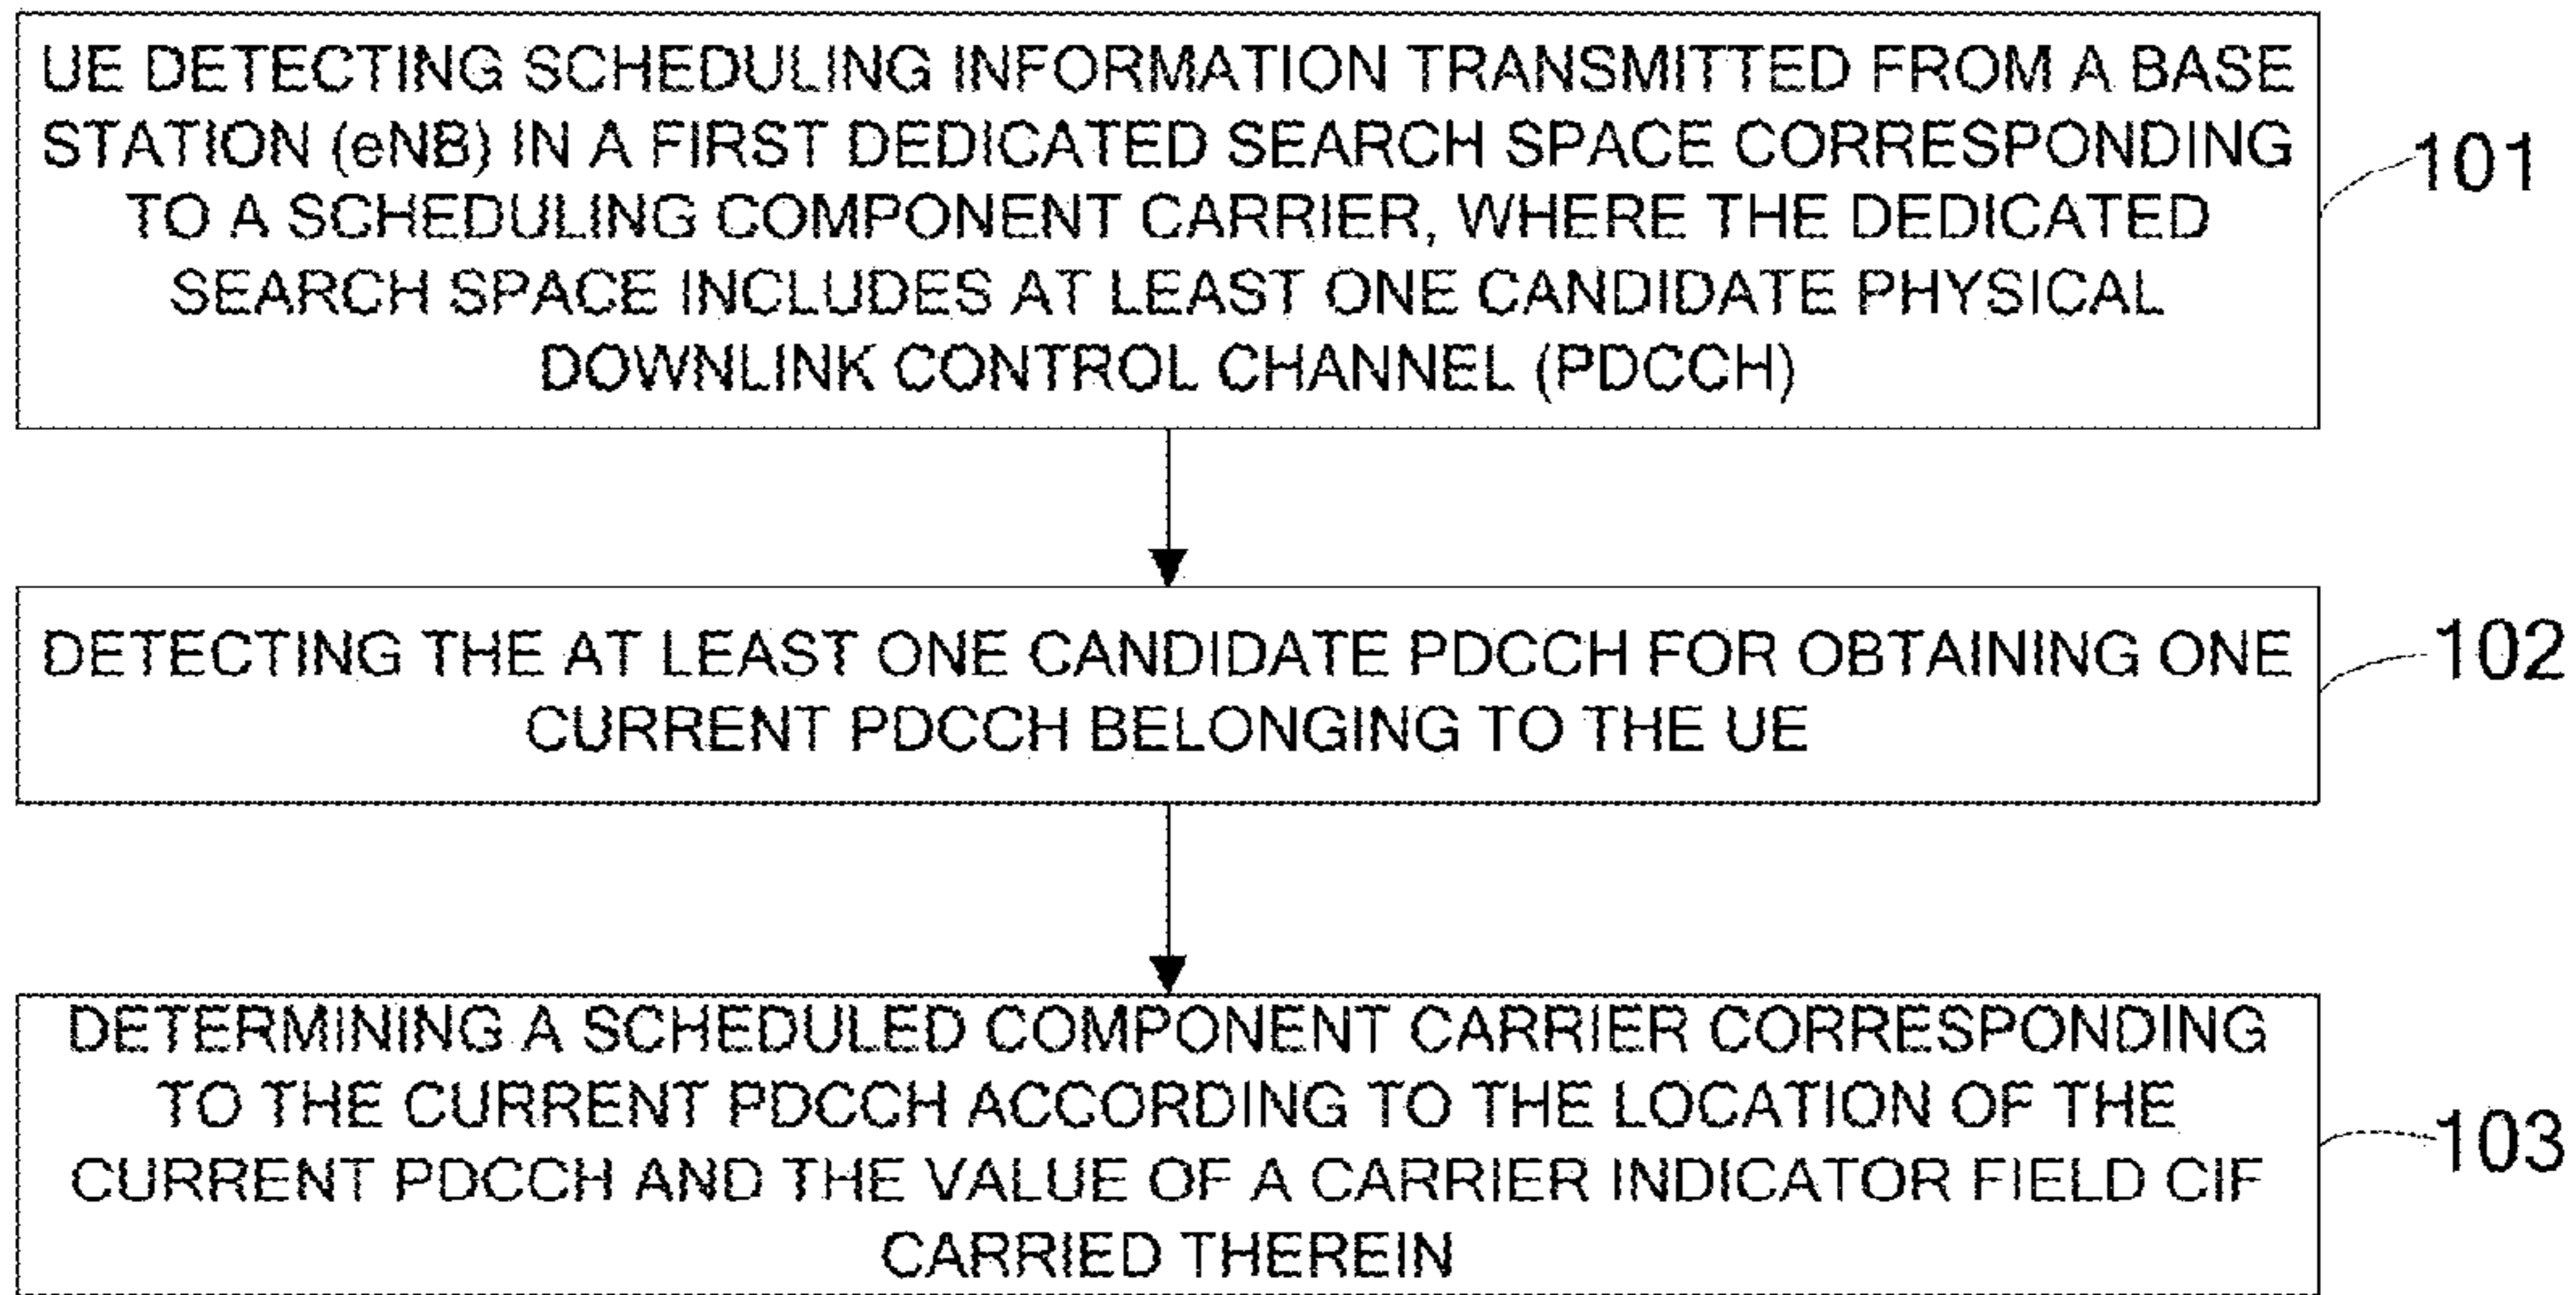 UE DETECTING SCHEDULING INFORMATION TRANSMITTED FROM A BASE
STATION (eNB) IN A FIRST DEDICATED SEARCH SPACE CORRESPONDING
TO A SCHEDULING COMPONENT CARRIER, WHERE THE DEDICATED
SEARCH SPACE INCLUDES AT LEAST ONE CANDIDATE PHYSICAL
DOWNLINK CONTROL CHANNEL (PDCCH)
101
DETECTING THE AT LEAST ONE CANDIDATE PDCCH FOR OBTAINING ONE
CURRENT PDCCH BELONGING TO THE UE
102
DETERMINING A SCHEDULED COMPONENT CARRIER CORRESPONDING
TO THE CURRENT PDCCH ACCORDING TO THE LOCATION OF THE
CURRENT PDCCH AND THE VALUE OF A CARRIER INDICATOR FIELD CIF
CARRIED THEREIN
103